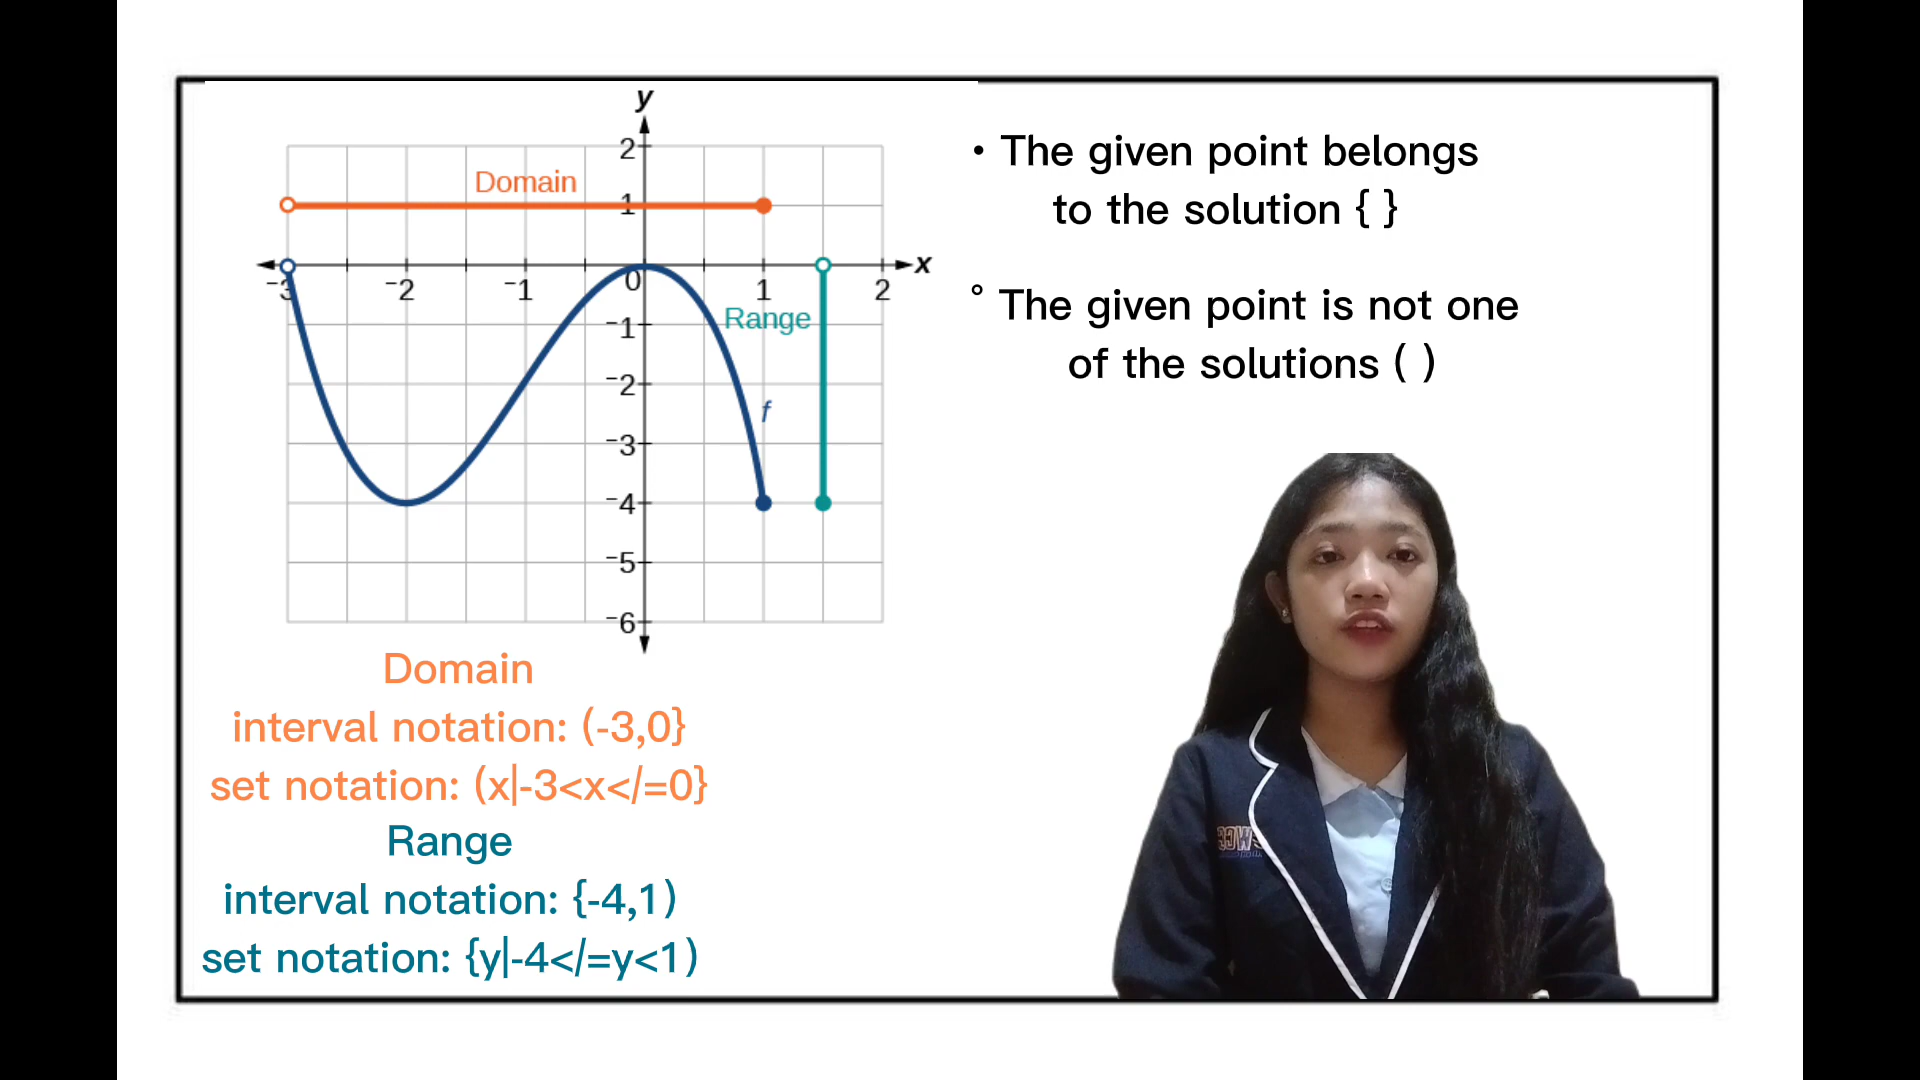 y
2
Domain
1
x
-3
-2
-1
0
1
2
-1
Range
-2
f
-3
-4
-5
-6
• The given point belongs
to the solution { }
° The given point is not one
of the solutions ( )
Domain
interval notation: (-3,0}
set notation: (x|-3<x</=0}
Range
interval notation: {-4,1)
set notation: {y|-4</=y<1)